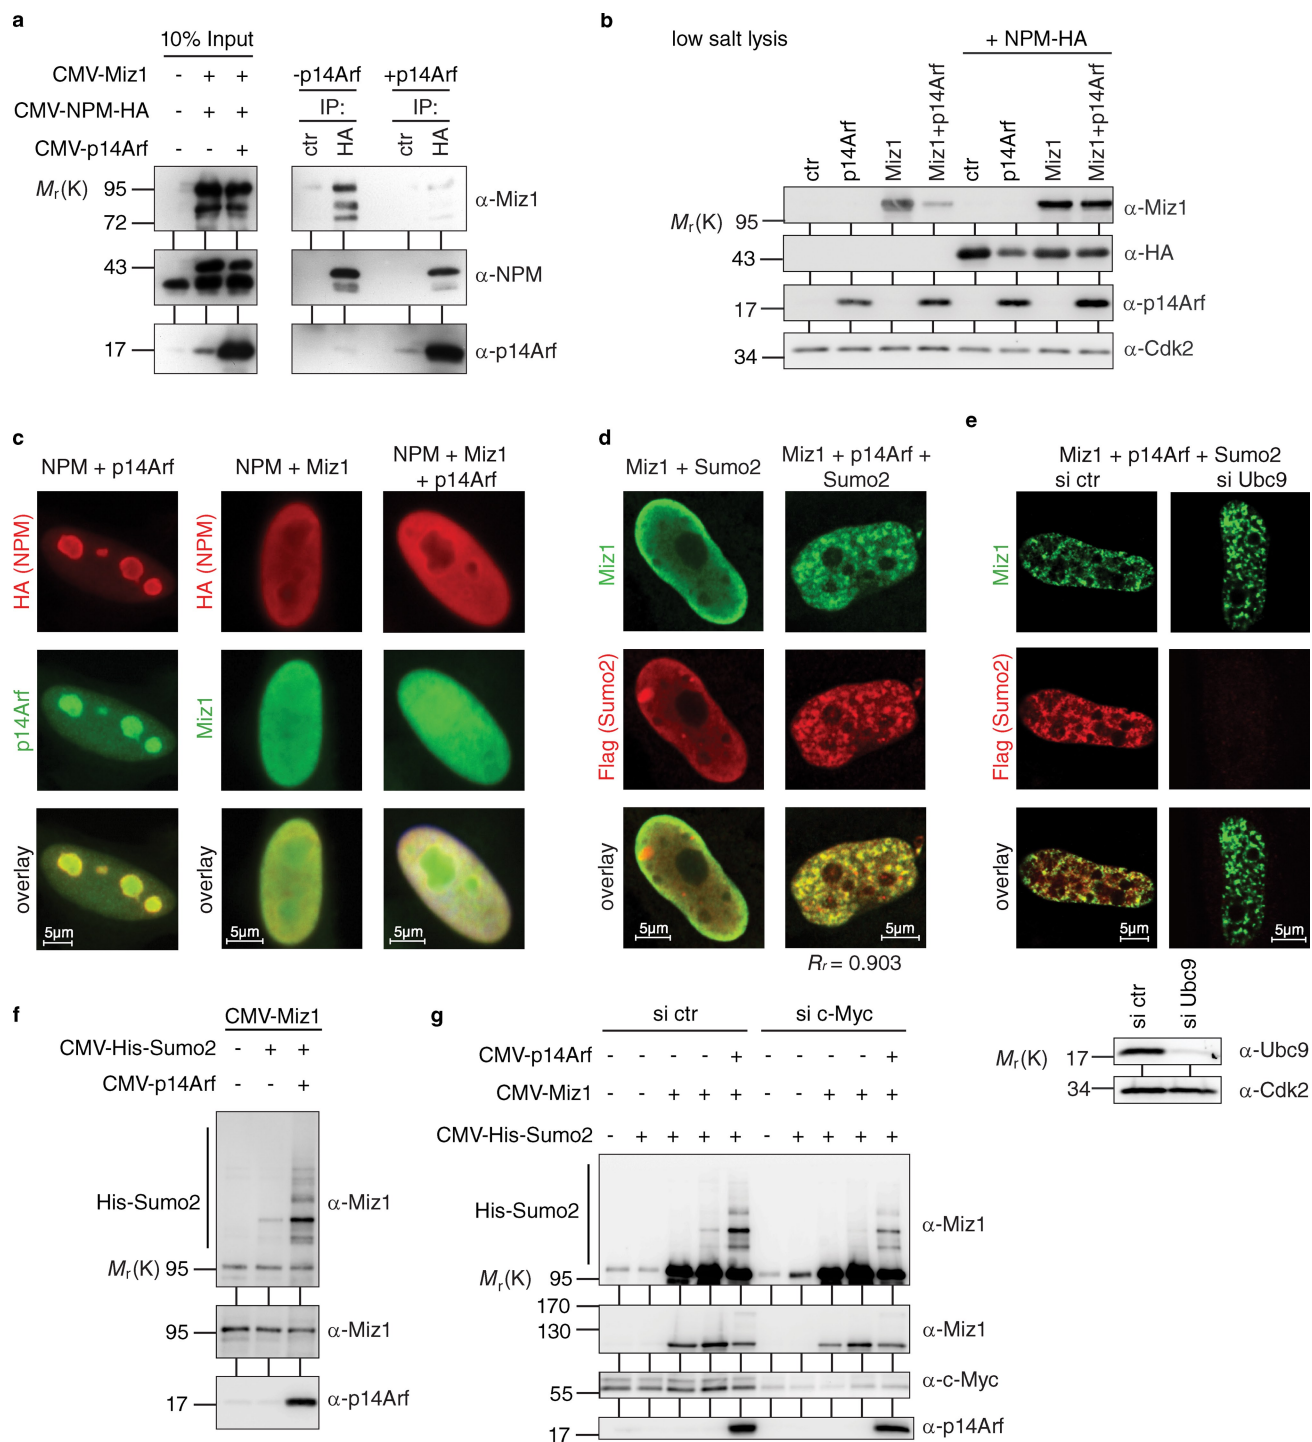 a
10% Input
CMV-Miz1 - + +
CMV-NPM-HA - + +
CMV-p14Arf - - +
-p14Arf +p14Arf
IP: IP:
ctr HA ctr HA
Mr(K) 95
72
α-Miz1
43
α-NPM
17
α-p14Arf
b
low salt lysis
+ NPM-HA
ctr p14Arf Miz1 Miz1+p14Arf ctr p14Arf Miz1 Miz1+p14Arf
Mr(K) 95
α-Miz1
43
α-HA
17
α-p14Arf
34
α-Cdk2
c
NPM + p14Arf
NPM + Miz1
NPM + Miz1
+ p14Arf
HA (NPM)
HA (NPM)
p14Arf
Miz1
overlay
overlay
5μm
5μm
5μm
d
Miz1 + Sumo2
Miz1 + p14Arf +
Sumo2
Miz1
Flag (Sumo2)
overlay
5μm
5μm
Rr = 0.903
e
Miz1 + p14Arf + Sumo2
si ctr si Ubc9
Miz1
Flag (Sumo2)
overlay
5μm
5μm
si ctr si Ubc9
Mr(K) 17
α-Ubc9
34
α-Cdk2
f
CMV-Miz1
CMV-His-Sumo2 - + +
CMV-p14Arf - - +
His-Sumo2
α-Miz1
Mr(K) 95
95
α-Miz1
17
α-p14Arf
g
si ctr si c-Myc
CMV-p14Arf - - - - + - - - - +
CMV-Miz1 - - + + + - - + + +
CMV-His-Sumo2 - + + + + - + + + +
His-Sumo2
α-Miz1
Mr(K) 95
170
130
α-Miz1
55
α-c-Myc
17
α-p14Arf